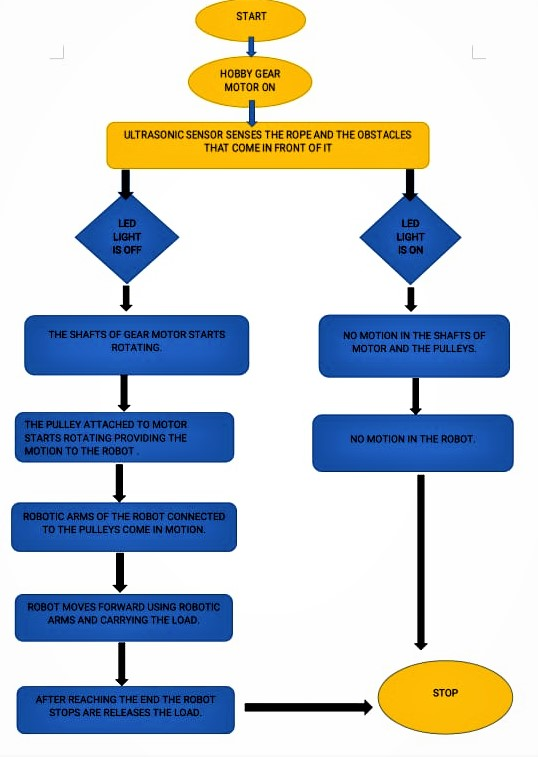 START
HOBBY GEAR
MOTOR ON
ULTRASONIC SENSOR SENSES THE ROPE AND THE OBSTACLES
THAT COME IN FRONT OF IT
LED
LIGHT
IS OFF
LED
LIGHT
IS ON
THE SHAFTS OF GEAR MOTOR STARTS
ROTATING.
NO MOTION IN THE SHAFTS OF
MOTOR AND THE PULLEYS.
THE PULLEY ATTACHED TO MOTOR
STARTS ROTATING PROVIDING THE
MOTION TO THE ROBOT .
NO MOTION IN THE ROBOT.
ROBOTIC ARMS OF THE ROBOT CONNECTED
TO THE PULLEYS COME IN MOTION.
ROBOT MOVES FORWARD USING ROBOTIC
ARMS AND CARRYING THE LOAD.
AFTER REACHING THE END THE ROBOT
STOPS ARE RELEASES THE LOAD.
STOP